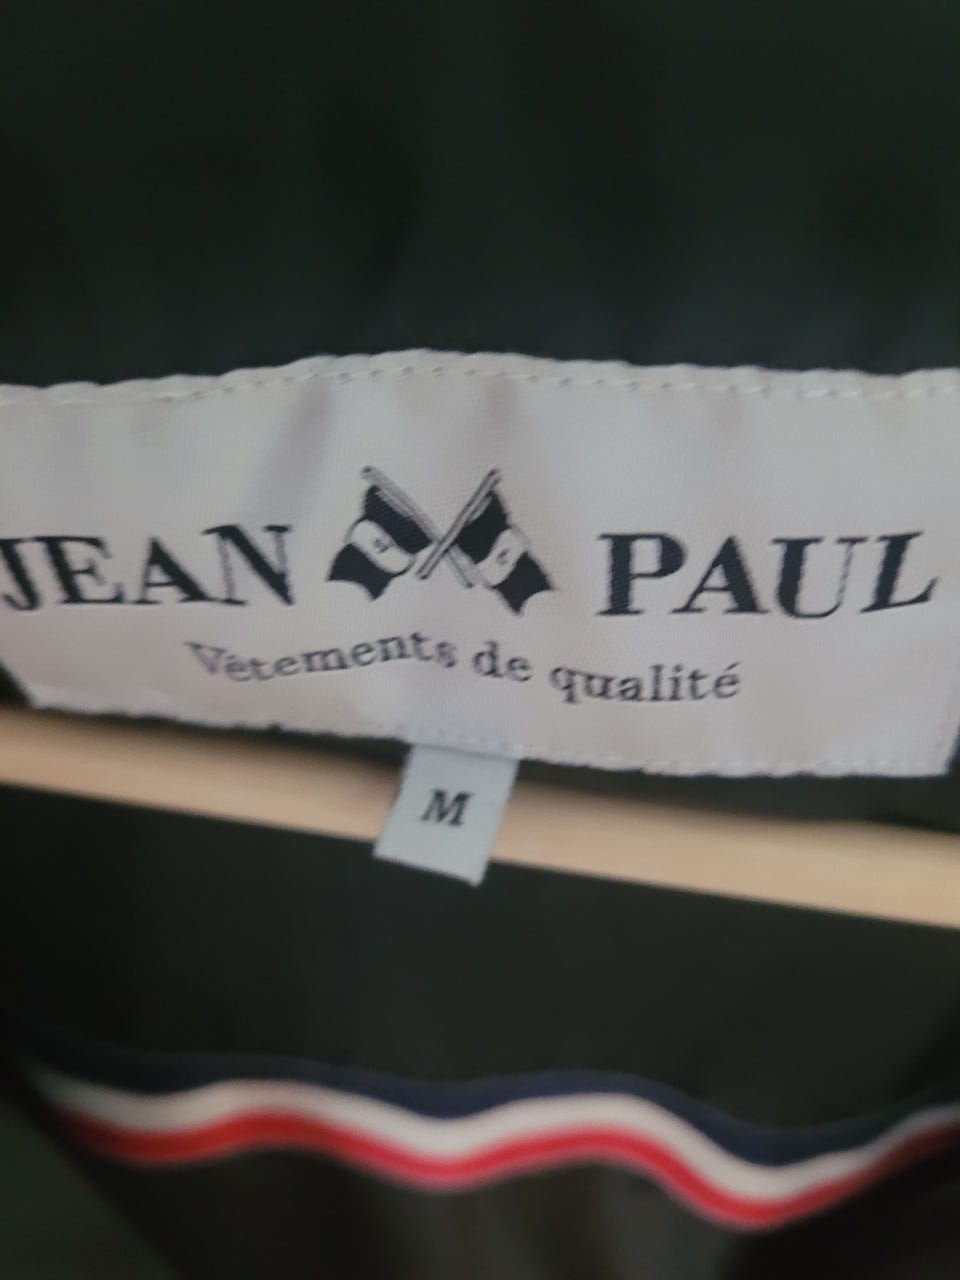 JEAN PAUL
Vêtements de qualité
M